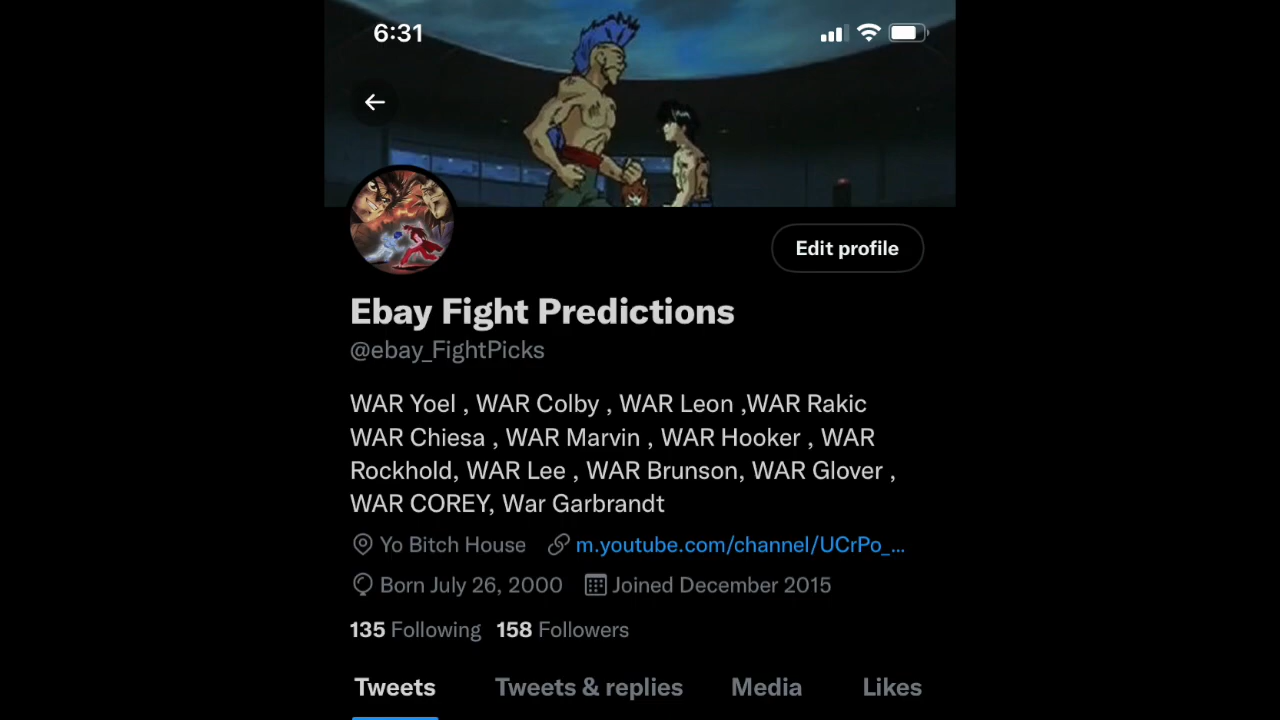 6:31
Edit profile
Ebay Fight Predictions
@ebay_FightPicks
WAR Yoel , WAR Colby , WAR Leon ,WAR Rakic
WAR Chiesa , WAR Marvin , WAR Hooker , WAR
Rockhold, WAR Lee , WAR Brunson, WAR Glover ,
WAR COREY, War Garbrandt
Yo Bitch House m.youtube.com/channel/UCrPo_...
Born July 26, 2000 Joined December 2015
135 Following 158 Followers
Tweets Tweets & replies Media Likes